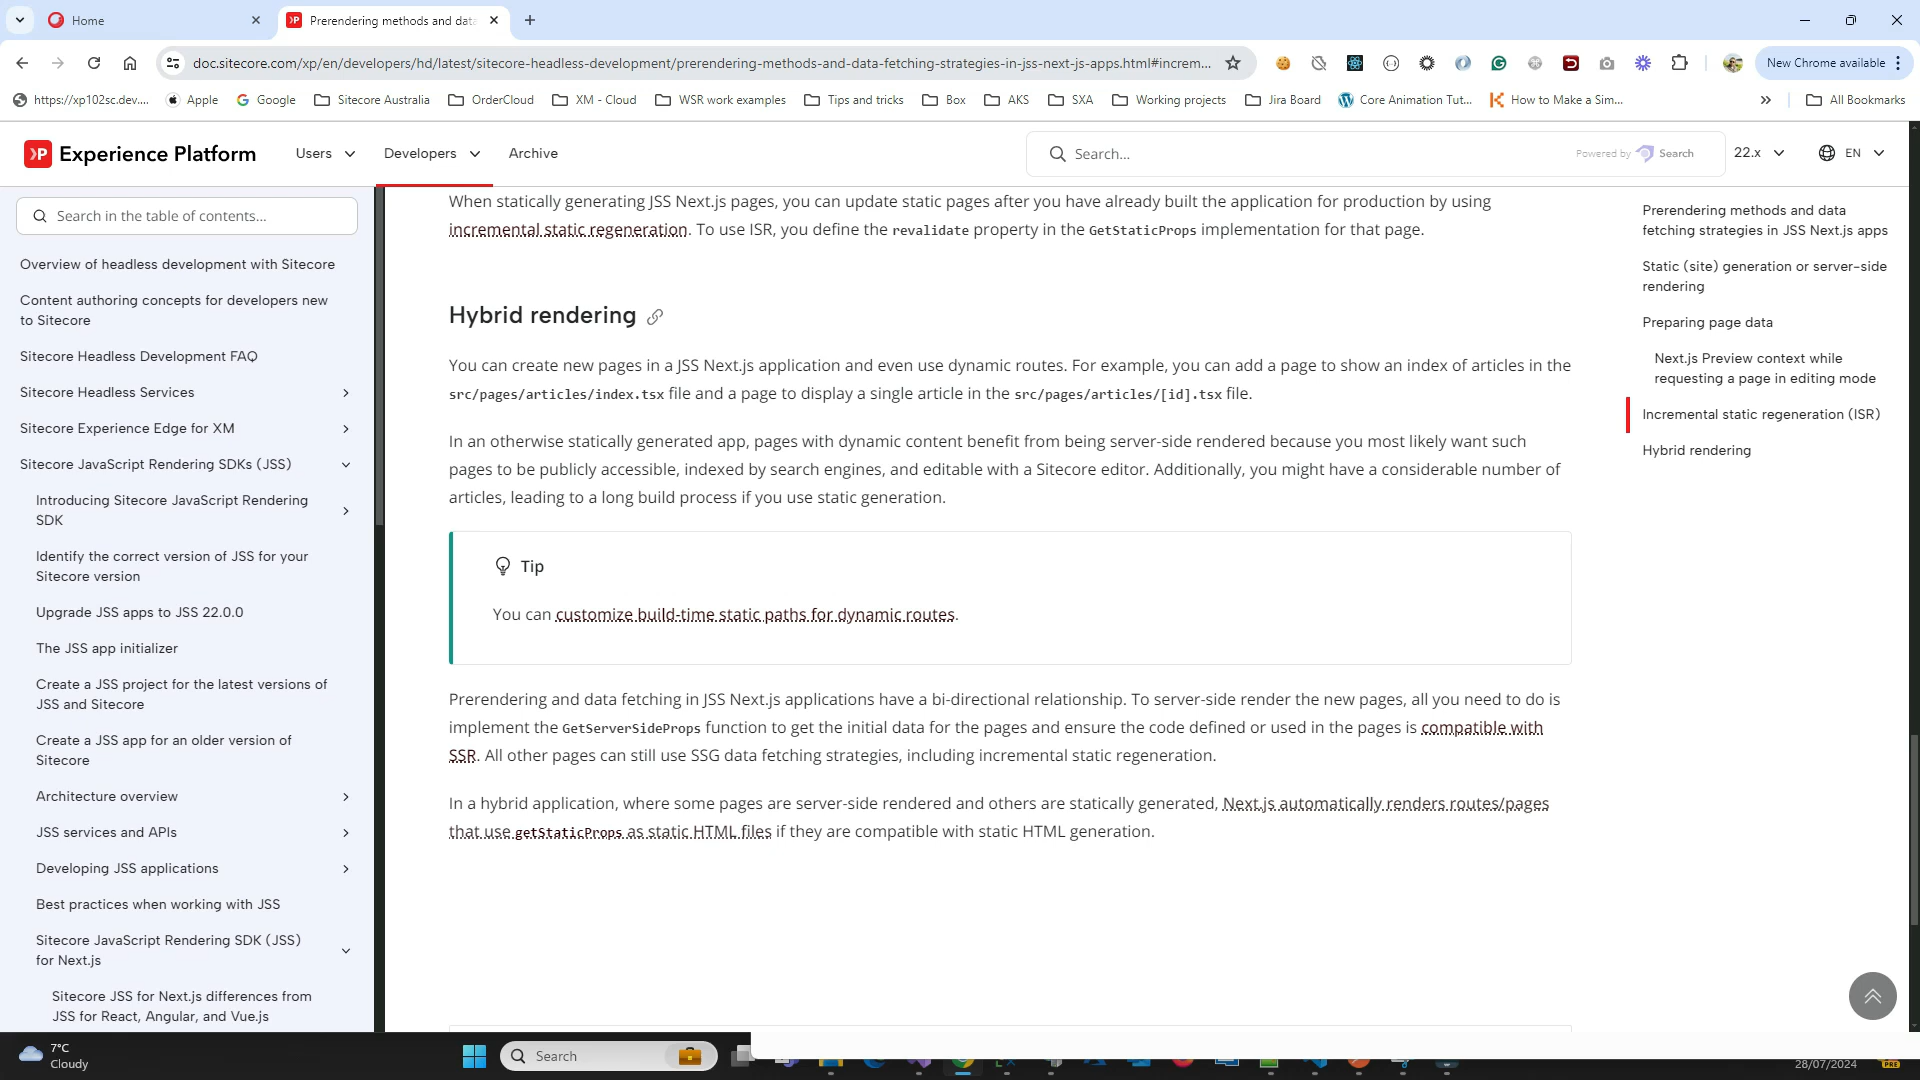 Home
Prerendering methods and data
doc.sitecore.com/xp/en/developers/hd/latest/sitecore-headless-development/prerendering-methods-and-data-fetching-strategies-in-jss-next-js-apps.html#increm...
New Chrome available
https://xp102sc.dev....
Apple
Google
Sitecore Australia
OrderCloud
XM - Cloud
WSR work examples
Tips and tricks
Box
AKS
SXA
Working projects
Jira Board
Core Animation Tut...
How to Make a Sim...
All Bookmarks
XP Experience Platform
Users
Developers
Archive
Search...
Powered by Search
22.x
EN
Search in the table of contents...
Overview of headless development with Sitecore
Content authoring concepts for developers new
to Sitecore
Sitecore Headless Development FAQ
Sitecore Headless Services
Sitecore Experience Edge for XM
Sitecore JavaScript Rendering SDKs (JSS)
Introducing Sitecore JavaScript Rendering
SDK
Identify the correct version of JSS for your
Sitecore version
Upgrade JSS apps to JSS 22.0.0
The JSS app initializer
Create a JSS project for the latest versions of
JSS and Sitecore
Create a JSS app for an older version of
Sitecore
Architecture overview
JSS services and APIs
Developing JSS applications
Best practices when working with JSS
Sitecore JavaScript Rendering SDK (JSS)
for Next.js
Sitecore JSS for Next.js differences from
JSS for React, Angular, and Vue.js
When statically generating JSS Next.js pages, you can update static pages after you have already built the application for production by using
incremental static regeneration. To use ISR, you define the revalidate property in the GetStaticProps implementation for that page.
Hybrid rendering
You can create new pages in a JSS Next.js application and even use dynamic routes. For example, you can add a page to show an index of articles in the
src/pages/articles/index.tsx file and a page to display a single article in the src/pages/articles/[id].tsx file.
In an otherwise statically generated app, pages with dynamic content benefit from being server-side rendered because you most likely want such
pages to be publicly accessible, indexed by search engines, and editable with a Sitecore editor. Additionally, you might have a considerable number of
articles, leading to a long build process if you use static generation.
Tip
You can customize build-time static paths for dynamic routes.
Prerendering and data fetching in JSS Next.js applications have a bi-directional relationship. To server-side render the new pages, all you need to do is
implement the GetServerSideProps function to get the initial data for the pages and ensure the code defined or used in the pages is compatible with
SSR. All other pages can still use SSG data fetching strategies, including incremental static regeneration.
In a hybrid application, where some pages are server-side rendered and others are statically generated, Next.js automatically renders routes/pages
that use getStaticProps as static HTML files if they are compatible with static HTML generation.
Prerendering methods and data
fetching strategies in JSS Next.js apps
Static (site) generation or server-side
rendering
Preparing page data
Next.js Preview context while
requesting a page in editing mode
Incremental static regeneration (ISR)
Hybrid rendering
7°C
Cloudy
Search
28/07/2024
PRE